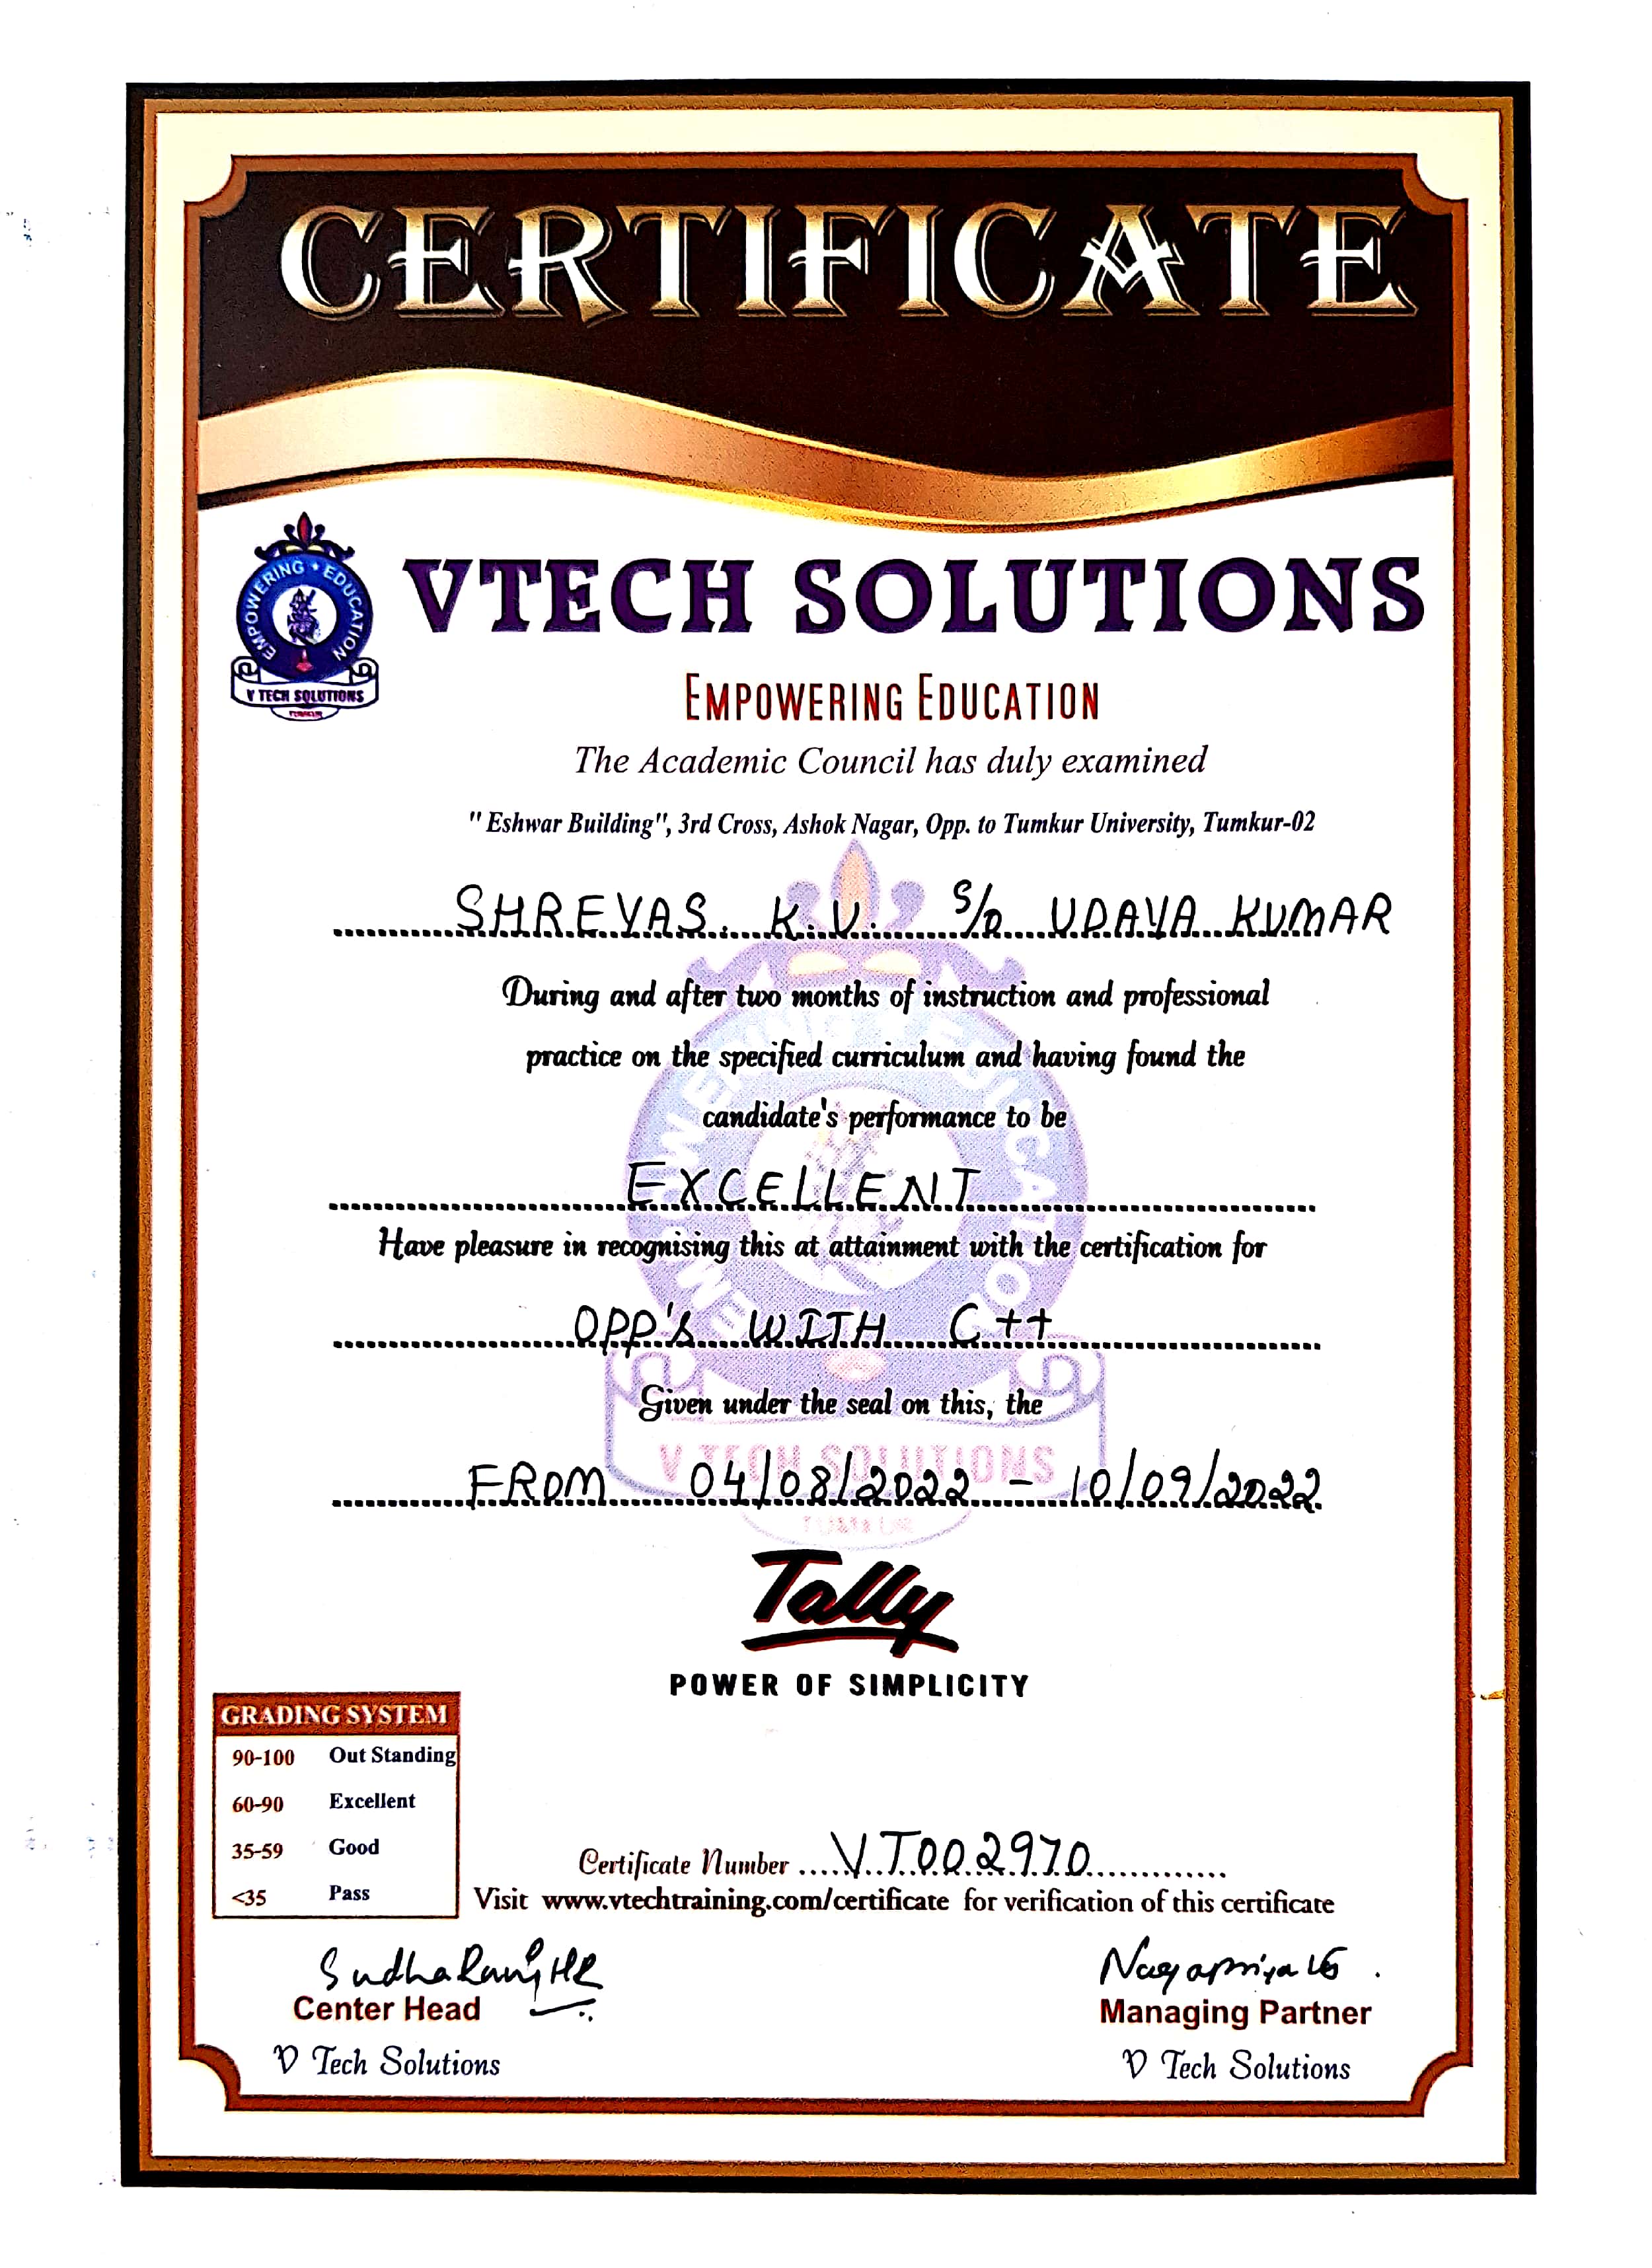 CERTIFICATE
EMPOWERING * EDUCATION
V TECH SOLUTIONS
TUMKUR
VTECH SOLUTIONS
EMPOWERING EDUCATION
The Academic Council has duly examined
" Eshwar Building", 3rd Cross, Ashok Nagar, Opp. to Tumkur University, Tumkur-02
SHREYAS. K.V. S/o UDAYA KUMAR
During and after two months of instruction and professional
practice on the specified curriculum and having found the
candidate's performance to be
EXCELLENT
Have pleasure in recognising this at attainment with the certification for
OPP'S WITH C++
Given under the seal on this, the
V TECH SOLUTIONS
FROM 04/08/2022 - 10/09/2022
TUMKUR
Tally
POWER OF SIMPLICITY
GRADING SYSTEM
90-100 Out Standing
60-90 Excellent
35-59 Good
<35 Pass
Certificate Number ....VT002970............
Visit www.vtechtraining.com/certificate for verification of this certificate
Center Head
V Tech Solutions
Managing Partner
V Tech Solutions